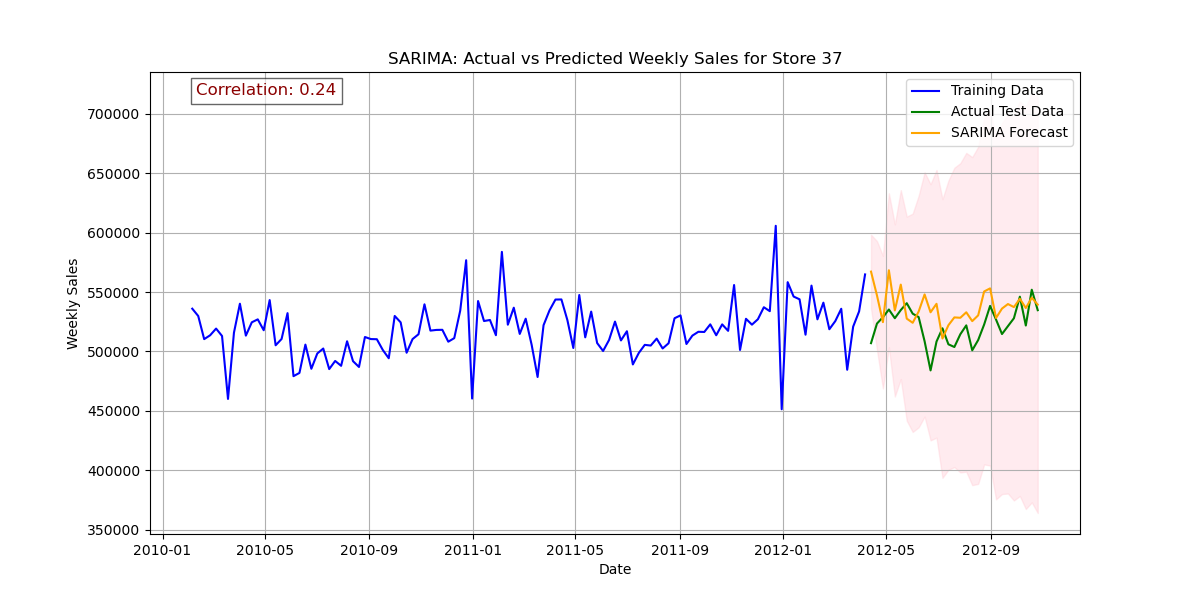 SARIMA: Actual vs Predicted Weekly Sales for Store 37
Correlation: 0.24
Training Data
Actual Test Data
SARIMA Forecast
700000
650000
600000
550000
500000
450000
400000
350000
Weekly Sales
2010-01 2010-05 2010-09 2011-01 2011-05 2011-09 2012-01 2012-05 2012-09
Date